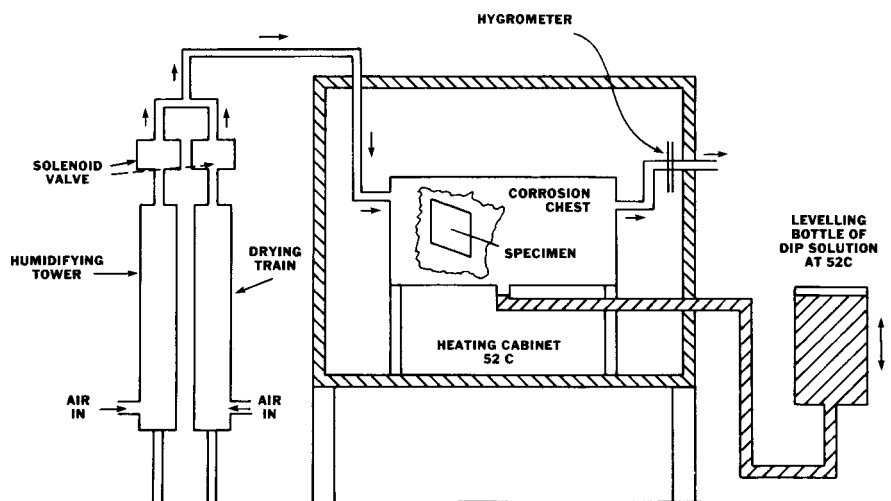 HYGROMETER
SOLENOID
VALVE
CORROSION
CHEST
SPECIMEN
LEVELLING
BOTTLE OF
DIP SOLUTION
AT 52C
HUMIDIFYING
TOWER
DRYING
TRAIN
HEATING CABINET
52 C
AIR
IN
AIR
IN